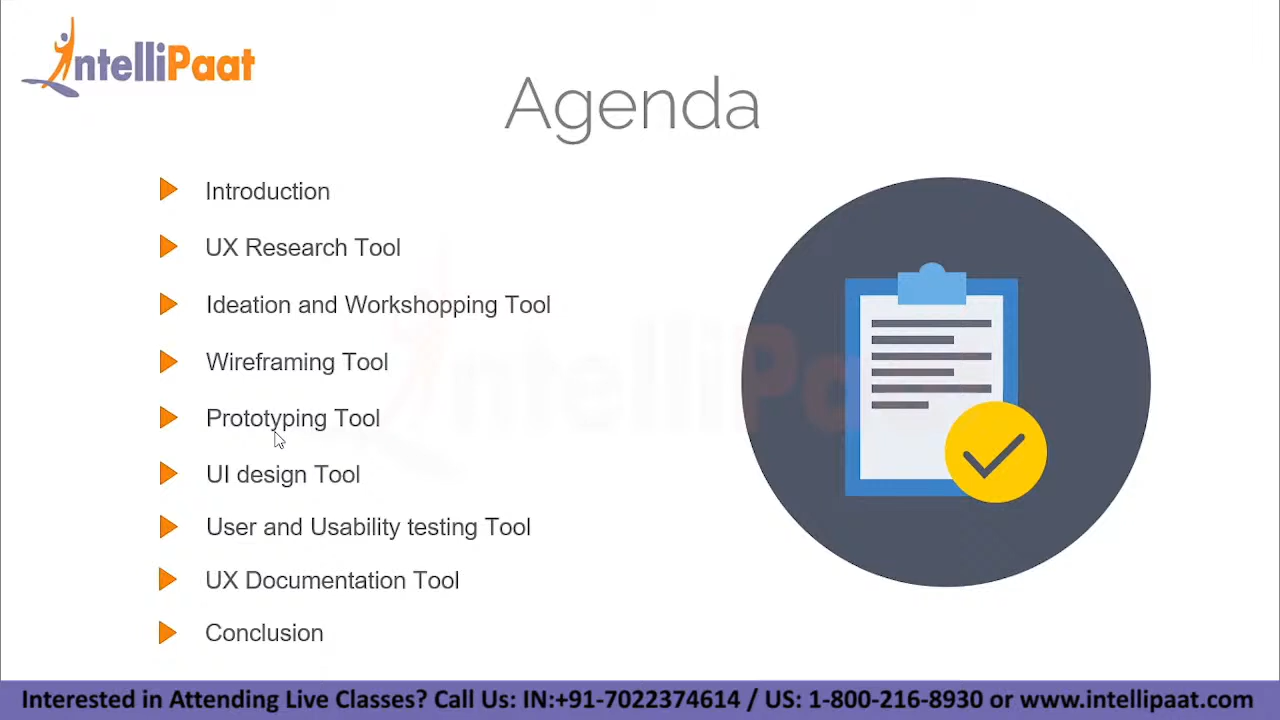 IntelliPaat
Agenda
Introduction
UX Research Tool
Ideation and Workshopping Tool
Wireframing Tool
Prototyping Tool
UI design Tool
User and Usability testing Tool
UX Documentation Tool
Conclusion
IntelliPaat
Interested in Attending Live Classes? Call Us: IN:+91-7022374614 / US: 1-800-216-8930 or www.intellipaat.com